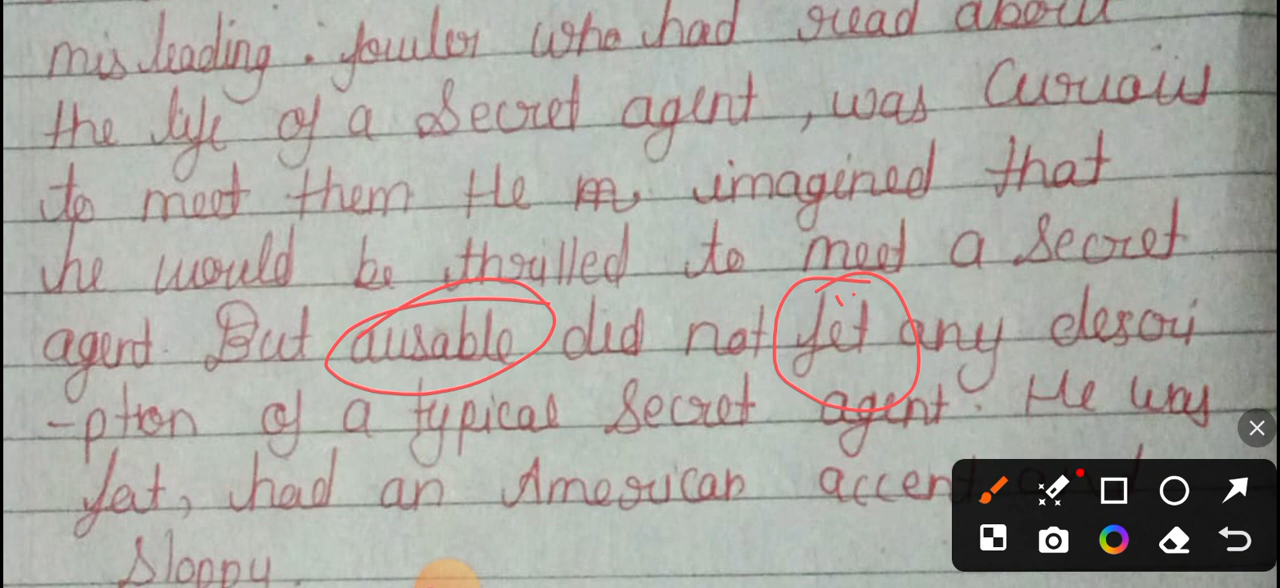 misleading. fowler who had read about
the life of a secret agent, was curious
to meet them He m imagined that
he would be thrilled to meet a secret
agent. But ausable did not fit any descri
-ption of a typical secret agent. He was
fat, had an American accent and
sloppy.